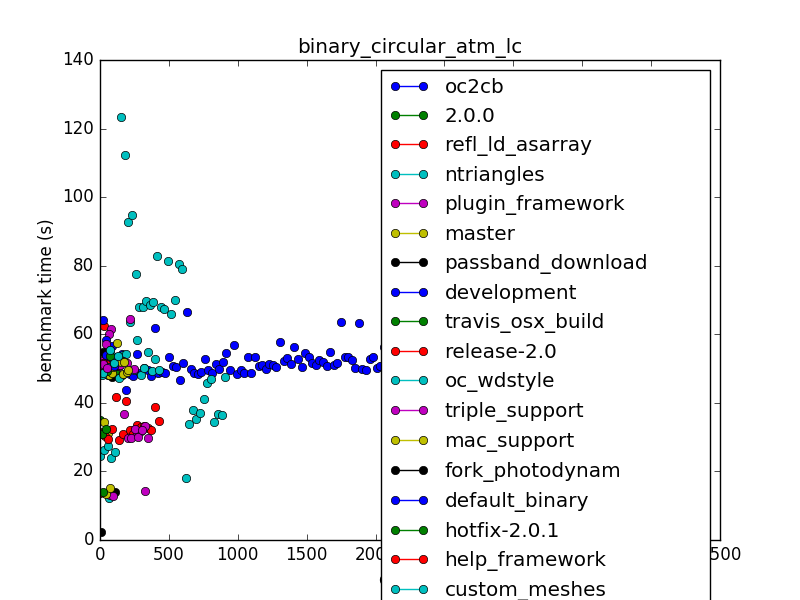 binary_circular_atm_lc
benchmark time (s)
140
120
100
80
60
40
20
0
0
500
1000
1500
200
500
oc2cb
2.0.0
refl_ld_asarray
ntriangles
plugin_framework
master
passband_download
development
travis_osx_build
release-2.0
oc_wdstyle
triple_support
mac_support
fork_photodynam
default_binary
hotfix-2.0.1
help_framework
custom_meshes